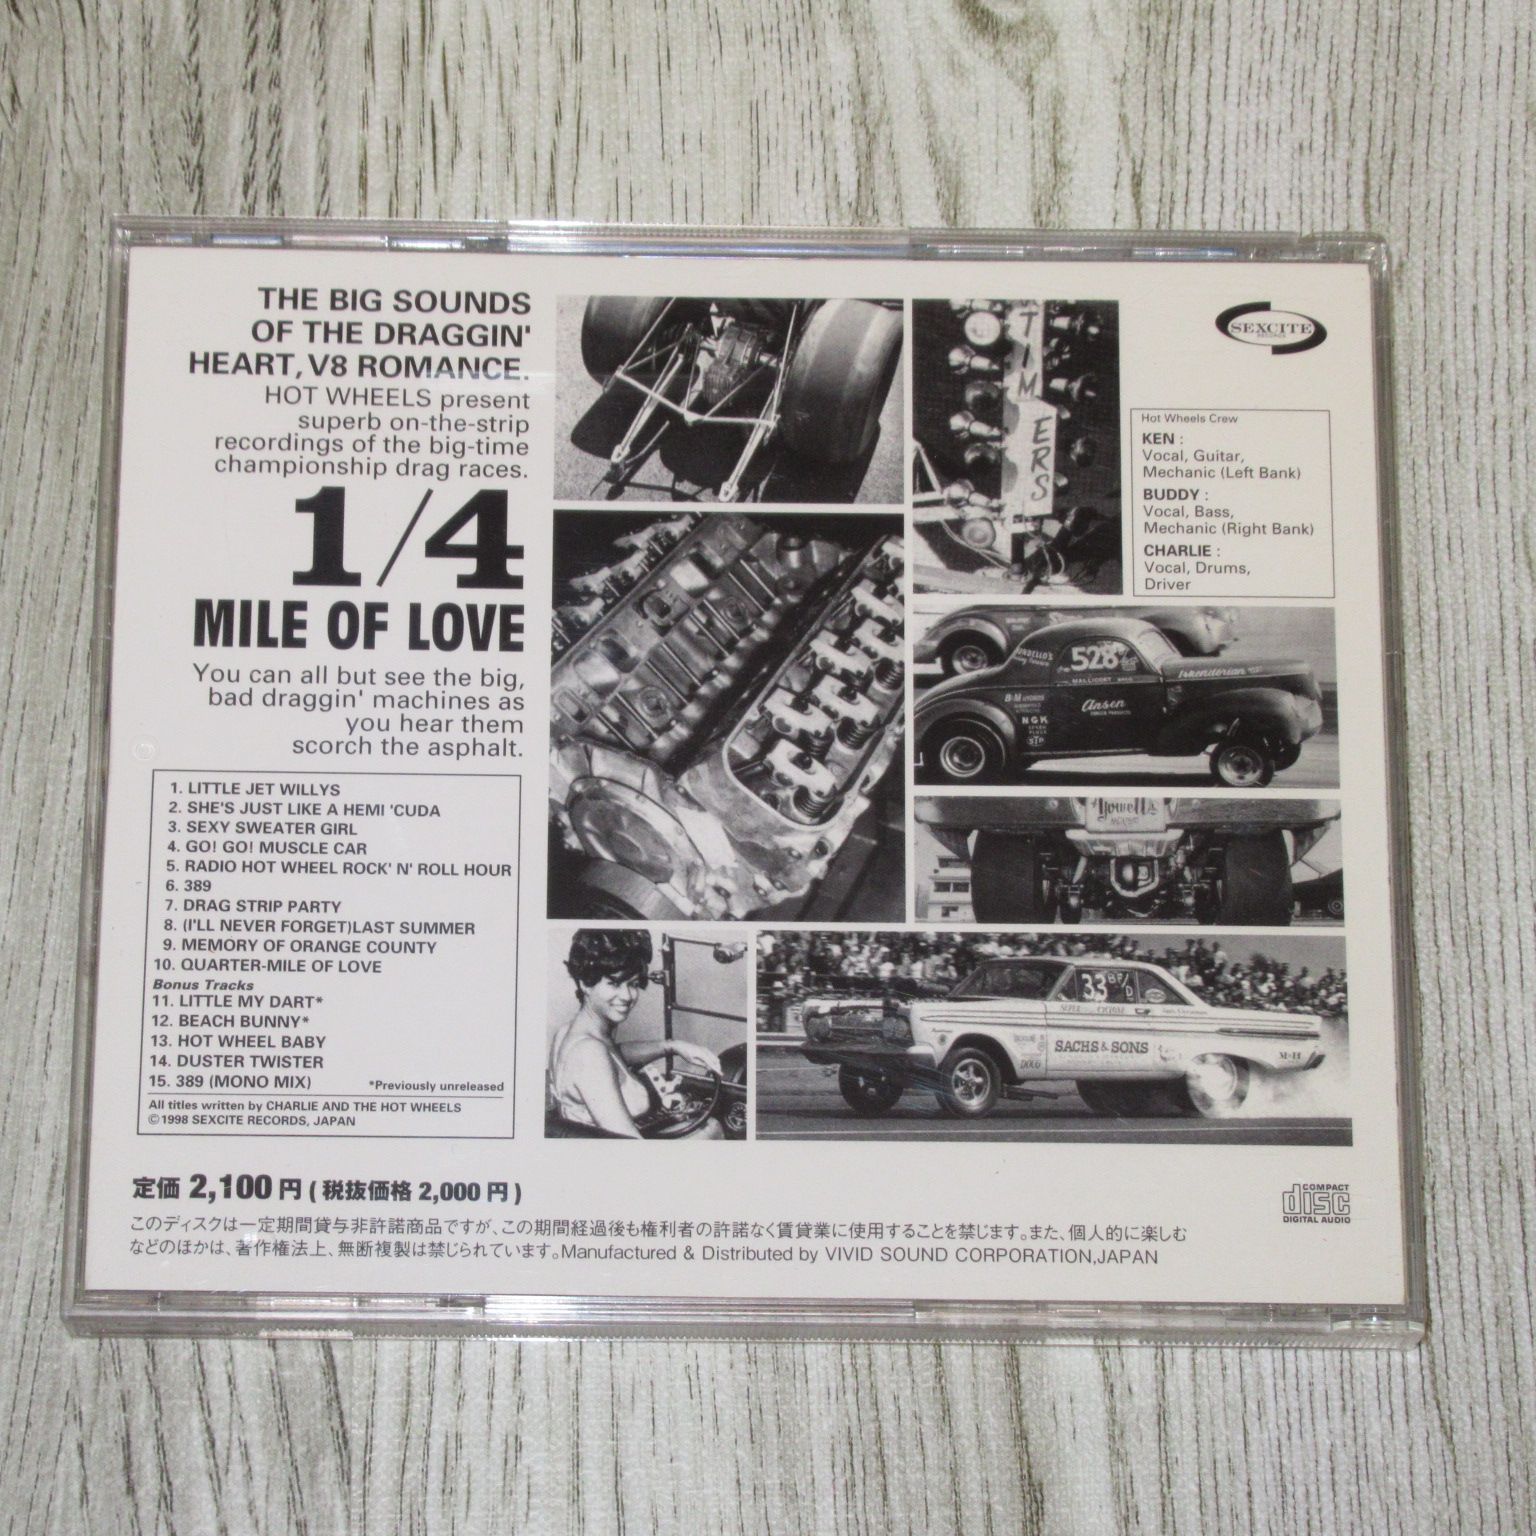 THE BIG SOUNDS
OF THE DRAGGIN'
HEART, V8 ROMANCE.
HOT WHEELS present
superb on-the-strip
recordings of the big-time
championship drag races.
1/4
MILE OF LOVE
You can all but see the big,
bad draggin' machines as
you hear them
scorch the asphalt.
1. LITTLE JET WILLYS
2. SHE'S JUST LIKE A HEMI 'CUDA
3. SEXY SWEATER GIRL
4. GO! GO! MUSCLE CAR
5. RADIO HOT WHEEL ROCK' N' ROLL HOUR
6. 389
7. DRAG STRIP PARTY
8. (I'LL NEVER FORGET)LAST SUMMER
9. MEMORY OF ORANGE COUNTY
10. QUARTER-MILE OF LOVE
Bonus Tracks
11. LITTLE MY DART*
12. BEACH BUNNY*
13. HOT WHEEL BABY
14. DUSTER TWISTER
15. 389 (MONO MIX)
*Previously unreleased
All titles written by CHARLIE AND THE HOT WHEELS
©1998 SEXCITE RECORDS, JAPAN
TIMERS
SEXCITE
RECORDS
Hot Wheels Crew
KEN :
Vocal, Guitar,
Mechanic (Left Bank)
BUDDY :
Vocal, Bass,
Mechanic (Right Bank)
CHARLIE :
Vocal, Drums,
Driver
528
Iskenderian
Ansen
B&M
NGK
STP
33 BF/D
SACHS & SONS
M-H
DOUG
定価 2,100 円 ( 税抜価格 2,000 円 )
このディスクは一定期間貸与非許諾商品ですが、この期間経過後も権利者の許諾なく賃貸業に使用することを禁じます。また、個人的に楽しむ
などのほかは、著作権法上、無断複製は禁じられています。Manufactured & Distributed by VIVID SOUND CORPORATION,JAPAN
COMPACT
disc
DIGITAL AUDIO